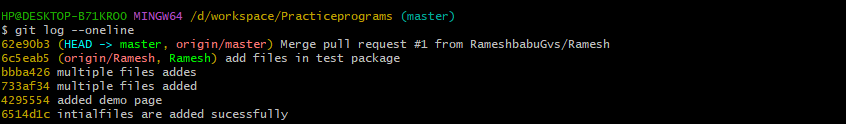 HP@DESKTOP-B71KROO MINGW64 /d/workspace/Practiceprograms (master)
$ git log --oneline
62e90b3 (HEAD -> master, origin/master) Merge pull request #1 from RameshbabuGvs/Ramesh
6c5eab5 (origin/Ramesh, Ramesh) add files in test package
bbba426 multiple files addes
733af34 multiple files added
4295554 added demo page
6514d1c intialfiles are added sucessfully